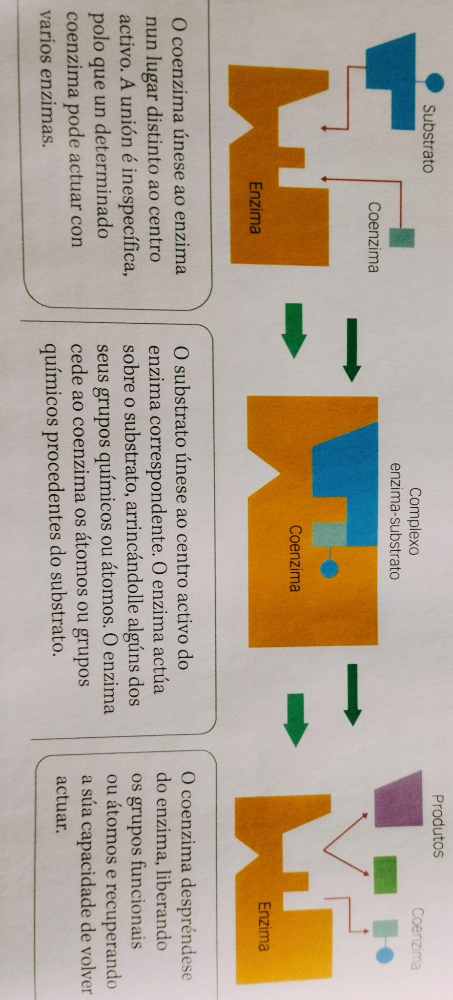 Substrato
Coenzima
Enzima
O coenzima únese ao enzima
nun lugar distinto ao centro
activo. A unión é inespecífica,
polo que un determinado
coenzima pode actuar con
varios enzimas.
Complexo
enzima-substrato
Coenzima
O substrato únese ao centro activo do
enzima correspondente. O enzima actúa
sobre o substrato, arrincándolle algúns dos
seus grupos químicos ou átomos. O enzima
cede ao coenzima os átomos ou grupos
químicos procedentes do substrato.
Produtos
Coenzima
Enzima
O coenzima despréndese
do enzima, liberando
os grupos funcionais
ou átomos e recuperando
a súa capacidade de volver
actuar.